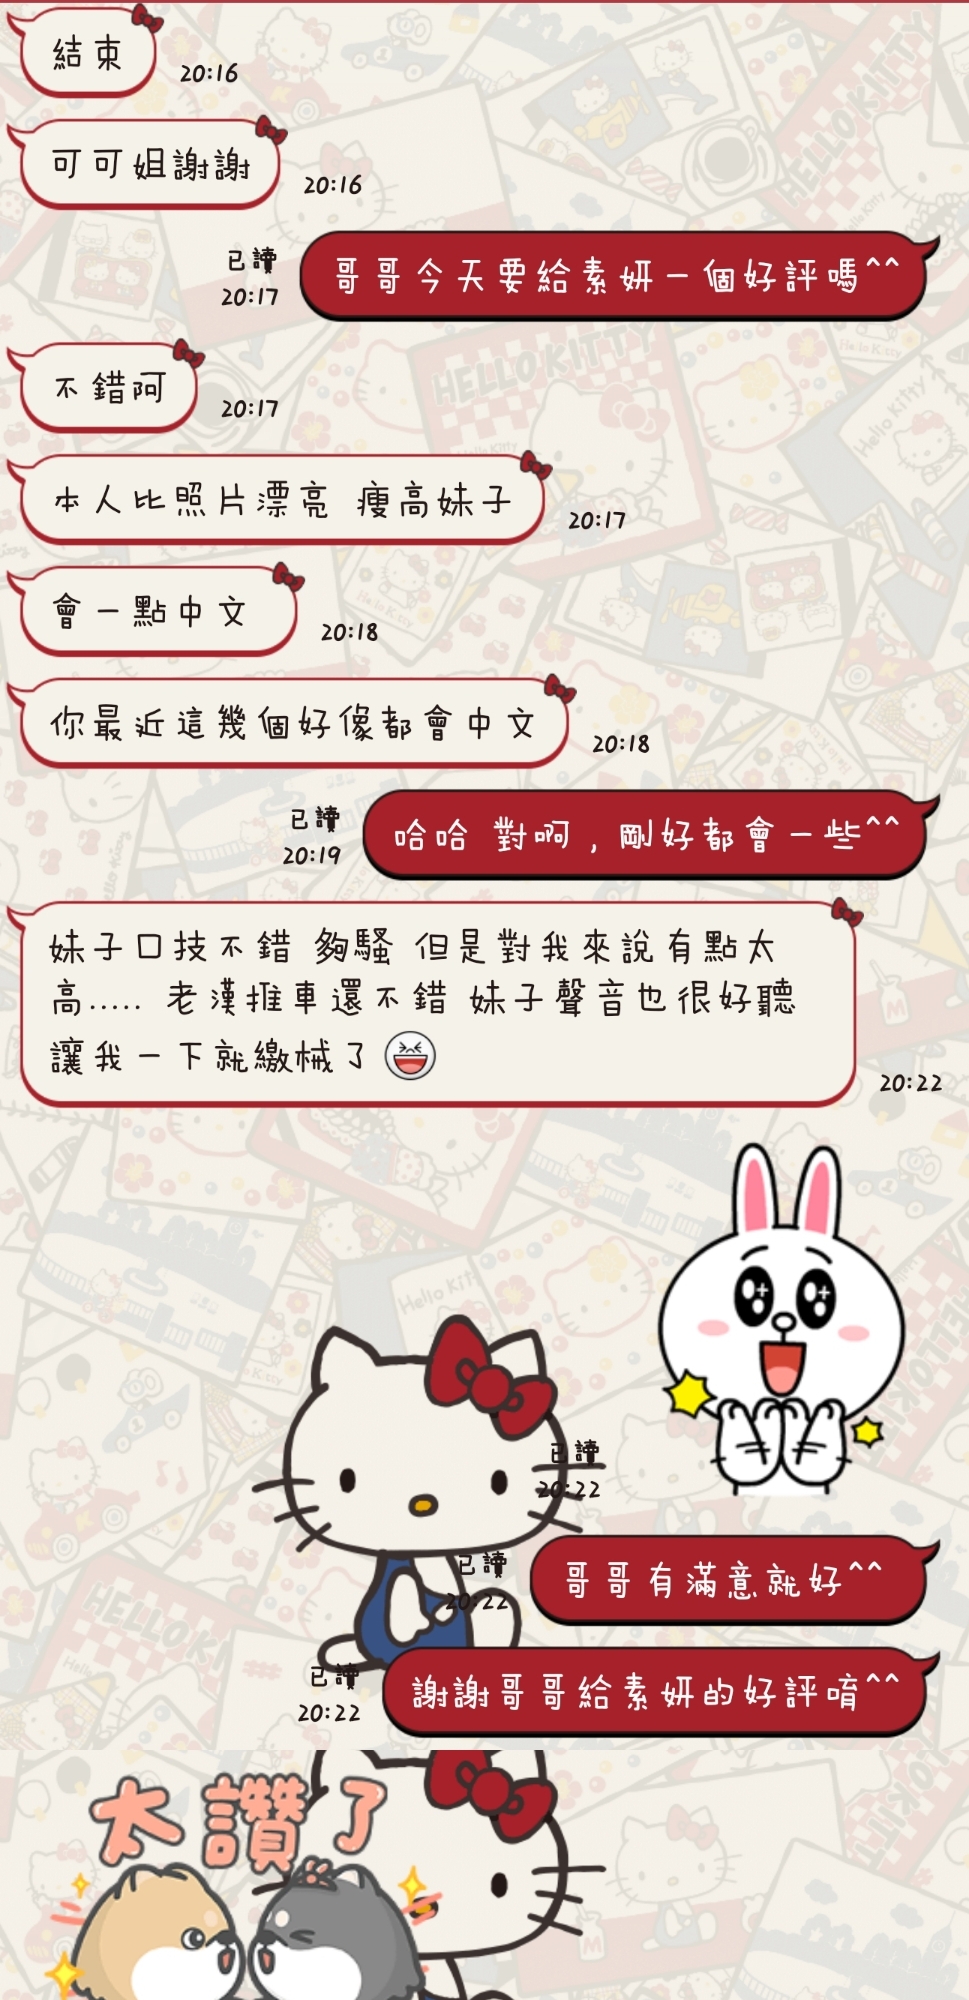 結束
20:16
可可姐謝謝
20:16
已讀
20:17
哥哥今天要給素妍一個好評嗎^^
不錯阿
20:17
本人比照片漂亮 瘦高妹子
20:17
會一點中文
20:18
你最近這幾個好像都會中文
20:18
已讀
20:19
哈哈 對啊,剛好都會一些^^
妹子口技不錯 夠騷 但是對我來說有點太
高..... 老漢推車還不錯 妹子聲音也很好聽
讓我一下就繳械了
20:22
已讀
20:22
已讀
20:22
哥哥有滿意就好^^
已讀
20:22
謝謝哥哥給素妍的好評唷^^
太讚了
HELLO KITTY
HELLO KITTY
Hello Kitty
Hello Kitty